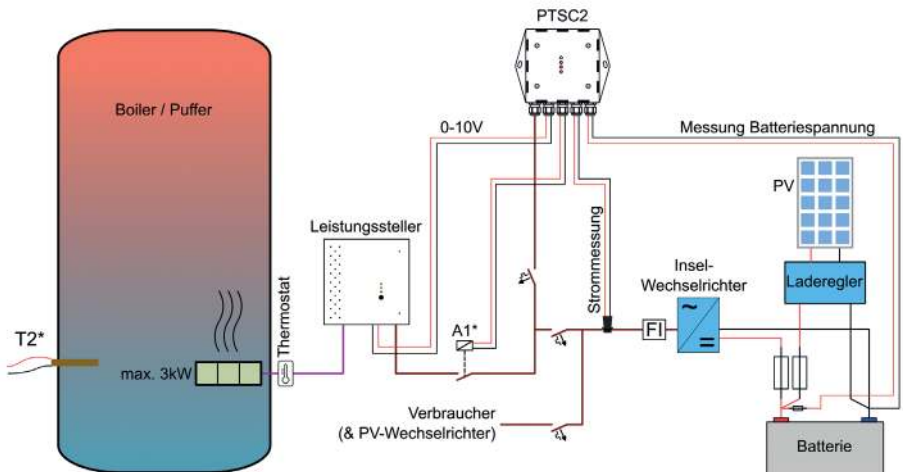 PTSC2
Boiler / Puffer
0-10V
Messung Batteriespannung
PV
Leistungssteller
Strommessung
Insel-
Wechselrichter
Laderegler
Thermostat
A1*
FI
~
=
T2*
max. 3kW
Verbraucher
(& PV-Wechselrichter)
Batterie